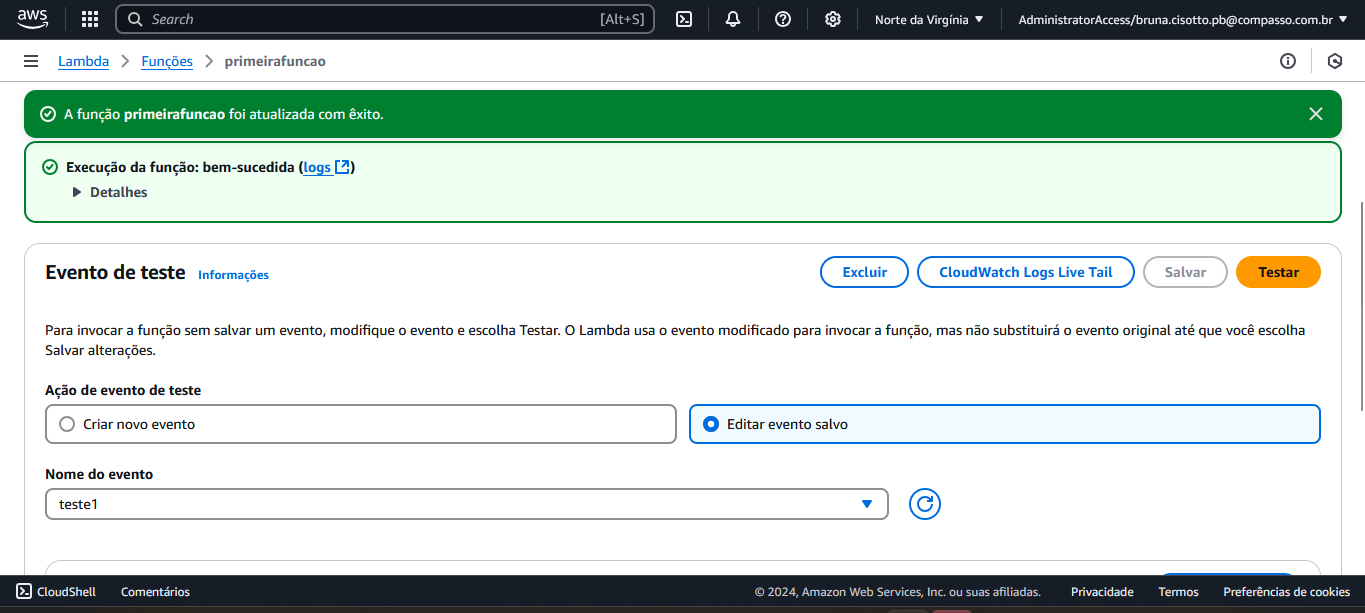 aws
Search
[Alt+S]
Norte da Virgínia
AdministratorAccess/bruna.cisotto.pb@compasso.com.br
Lambda
Funções
primeirafuncao
A função primeirafuncao foi atualizada com êxito.
Execução da função: bem-sucedida (logs)
Detalhes
Evento de teste
Informações
Excluir
CloudWatch Logs Live Tail
Salvar
Testar
Para invocar a função sem salvar um evento, modifique o evento e escolha Testar. O Lambda usa o evento modificado para invocar a função, mas não substituirá o evento original até que você escolha
Salvar alterações.
Ação de evento de teste
Criar novo evento
Editar evento salvo
Nome do evento
teste1
CloudShell
Comentários
© 2024, Amazon Web Services, Inc. ou suas afiliadas.
Privacidade
Termos
Preferências de cookies